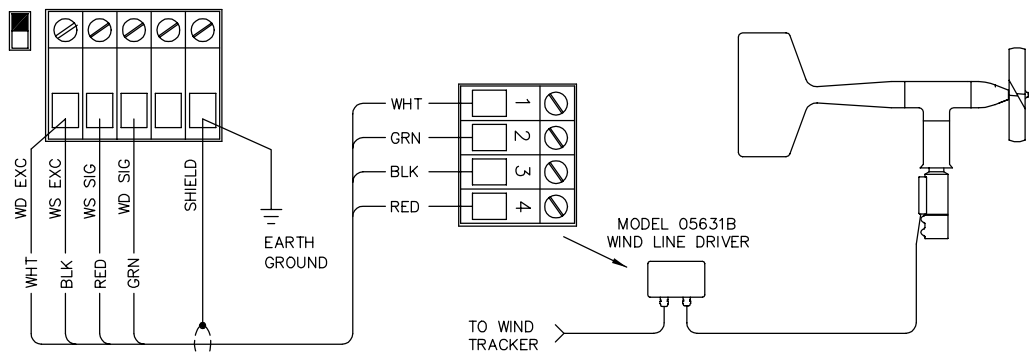 WD EXC
WS EXC
WS SIG
WD SIG
SHIELD
WHT
BLK
RED
GRN
EARTH
GROUND
WHT
GRN
BLK
RED
1
2
3
4
MODEL 05631B
WIND LINE DRIVER
TO WIND
TRACKER